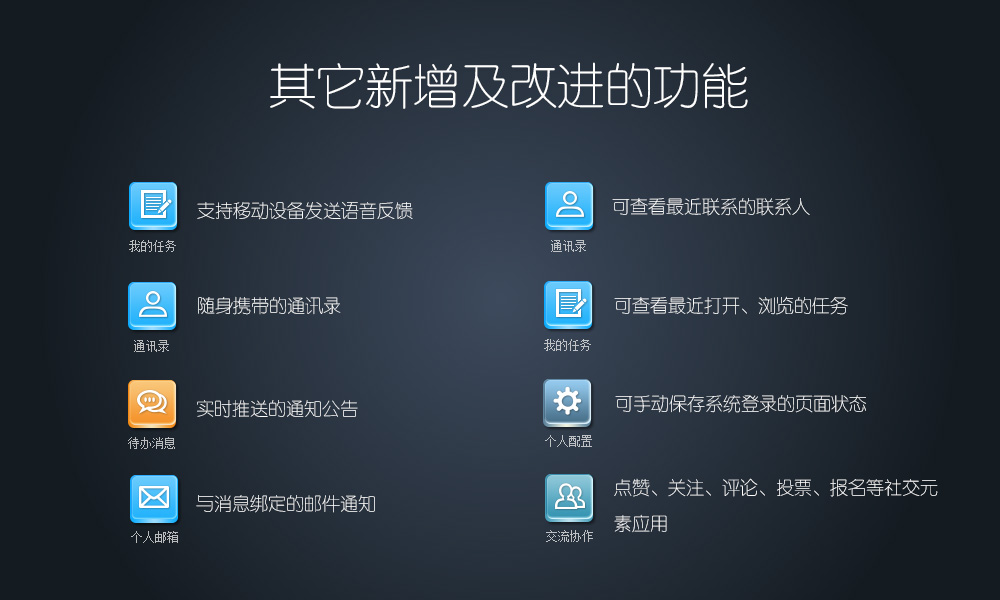 其它新增及改进的功能
支持移动设备发送语音反馈
我的任务
随身携带的通讯录
通讯录
实时推送的通知公告
待办消息
与消息绑定的邮件通知
个人邮箱
可查看最近联系的联系人
通讯录
可查看最近打开、浏览的任务
我的任务
可手动保存系统登录的页面状态
个人配置
点赞、关注、评论、投票、报名等社交元
素应用
交流协作